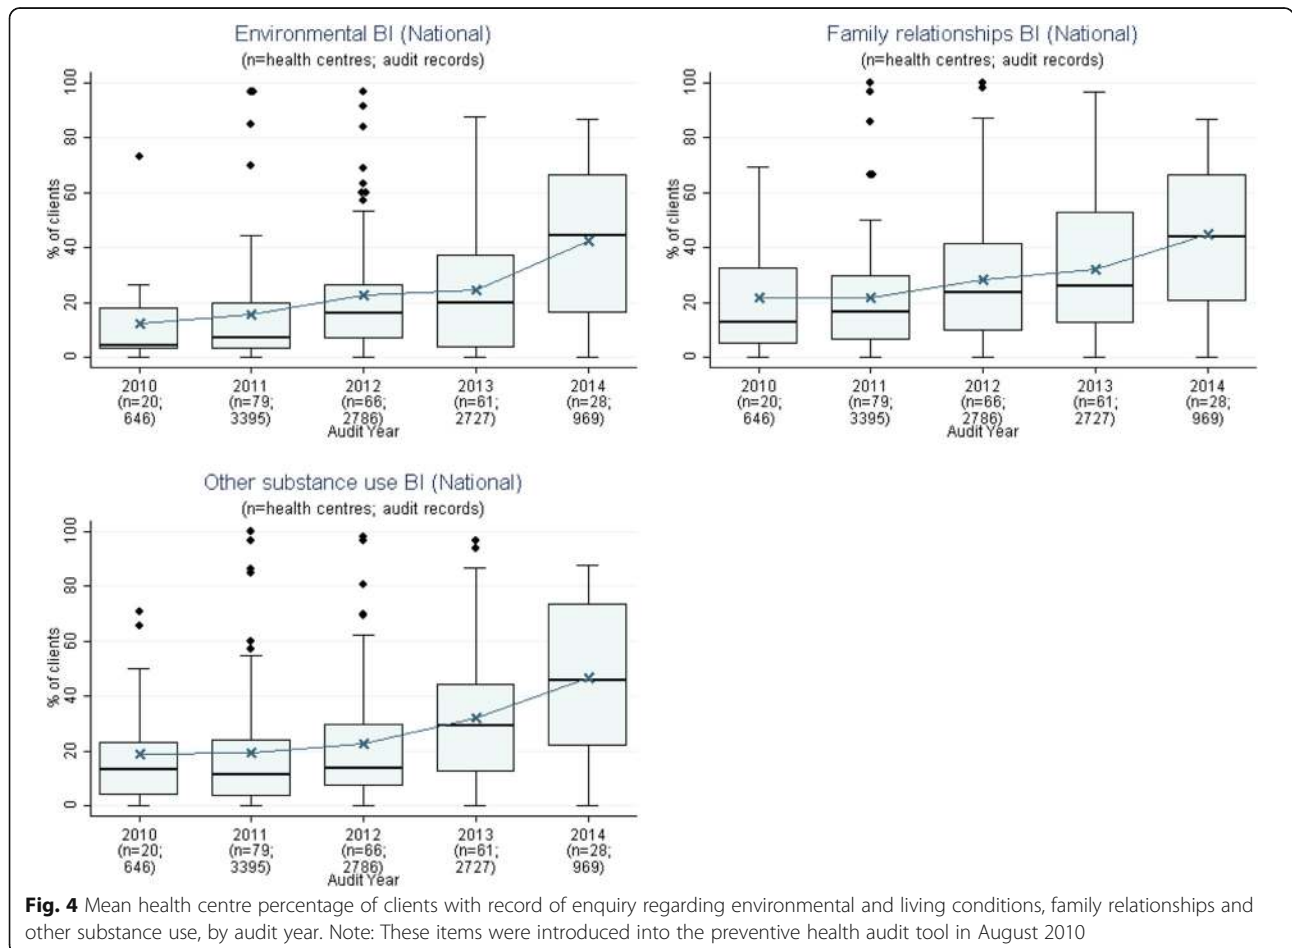 Environmental BI (National)
(n=health centres; audit records)
% of clients
100
80
60
40
20
0
2010 2011 2012 2013 2014
(n=20; (n=79; (n=66; (n=61; (n=28;
646) 3395) 2786) 2727) 969)
Audit Year
Family relationships BI (National)
(n=health centres; audit records)
% of clients
100
80
60
40
20
0
2010 2011 2012 2013 2014
(n=20; (n=79; (n=66; (n=61; (n=28;
646) 3395) 2786) 2727) 969)
Audit Year
Other substance use BI (National)
(n=health centres; audit records)
% of clients
100
80
60
40
20
0
2010 2011 2012 2013 2014
(n=20; (n=79; (n=66; (n=61; (n=28;
646) 3395) 2786) 2727) 969)
Audit Year
Fig. 4 Mean health centre percentage of clients with record of enquiry regarding environmental and living conditions, family relationships and
other substance use, by audit year. Note: These items were introduced into the preventive health audit tool in August 2010